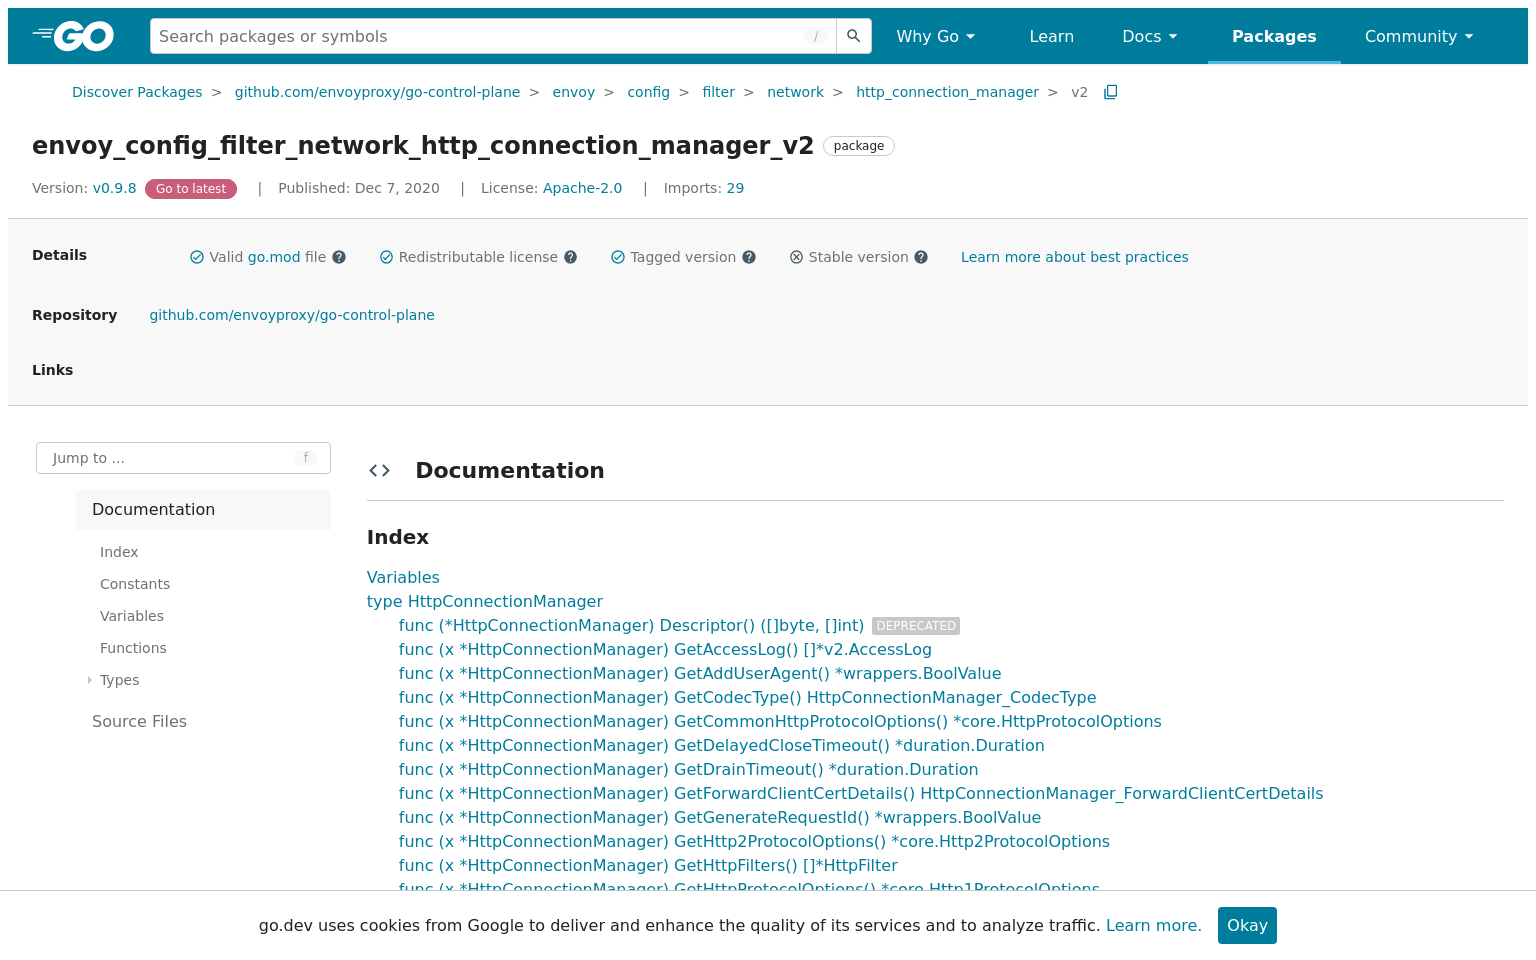 GO
Search packages or symbols /
Why Go
Learn
Docs
Packages
Community
Discover Packages > github.com/envoyproxy/go-control-plane > envoy > config > filter > network > http_connection_manager > v2
envoy_config_filter_network_http_connection_manager_v2 package
Version: v0.9.8 Go to latest | Published: Dec 7, 2020 | License: Apache-2.0 | Imports: 29
Details Valid go.mod file Redistributable license Tagged version Stable version Learn more about best practices
Repository github.com/envoyproxy/go-control-plane
Links
Jump to ... f
Documentation
Index
Constants
Variables
Functions
Types
Source Files
Documentation
Index
Variables
type HttpConnectionManager
func (*HttpConnectionManager) Descriptor() ([]byte, []int) DEPRECATED
func (x *HttpConnectionManager) GetAccessLog() []*v2.AccessLog
func (x *HttpConnectionManager) GetAddUserAgent() *wrappers.BoolValue
func (x *HttpConnectionManager) GetCodecType() HttpConnectionManager_CodecType
func (x *HttpConnectionManager) GetCommonHttpProtocolOptions() *core.HttpProtocolOptions
func (x *HttpConnectionManager) GetDelayedCloseTimeout() *duration.Duration
func (x *HttpConnectionManager) GetDrainTimeout() *duration.Duration
func (x *HttpConnectionManager) GetForwardClientCertDetails() HttpConnectionManager_ForwardClientCertDetails
func (x *HttpConnectionManager) GetGenerateRequestId() *wrappers.BoolValue
func (x *HttpConnectionManager) GetHttp2ProtocolOptions() *core.Http2ProtocolOptions
func (x *HttpConnectionManager) GetHttpFilters() []*HttpFilter
func (x *HttpConnectionManager) GetHttpProtocolOptions() *core.Http1ProtocolOptions
go.dev uses cookies from Google to deliver and enhance the quality of its services and to analyze traffic. Learn more. Okay